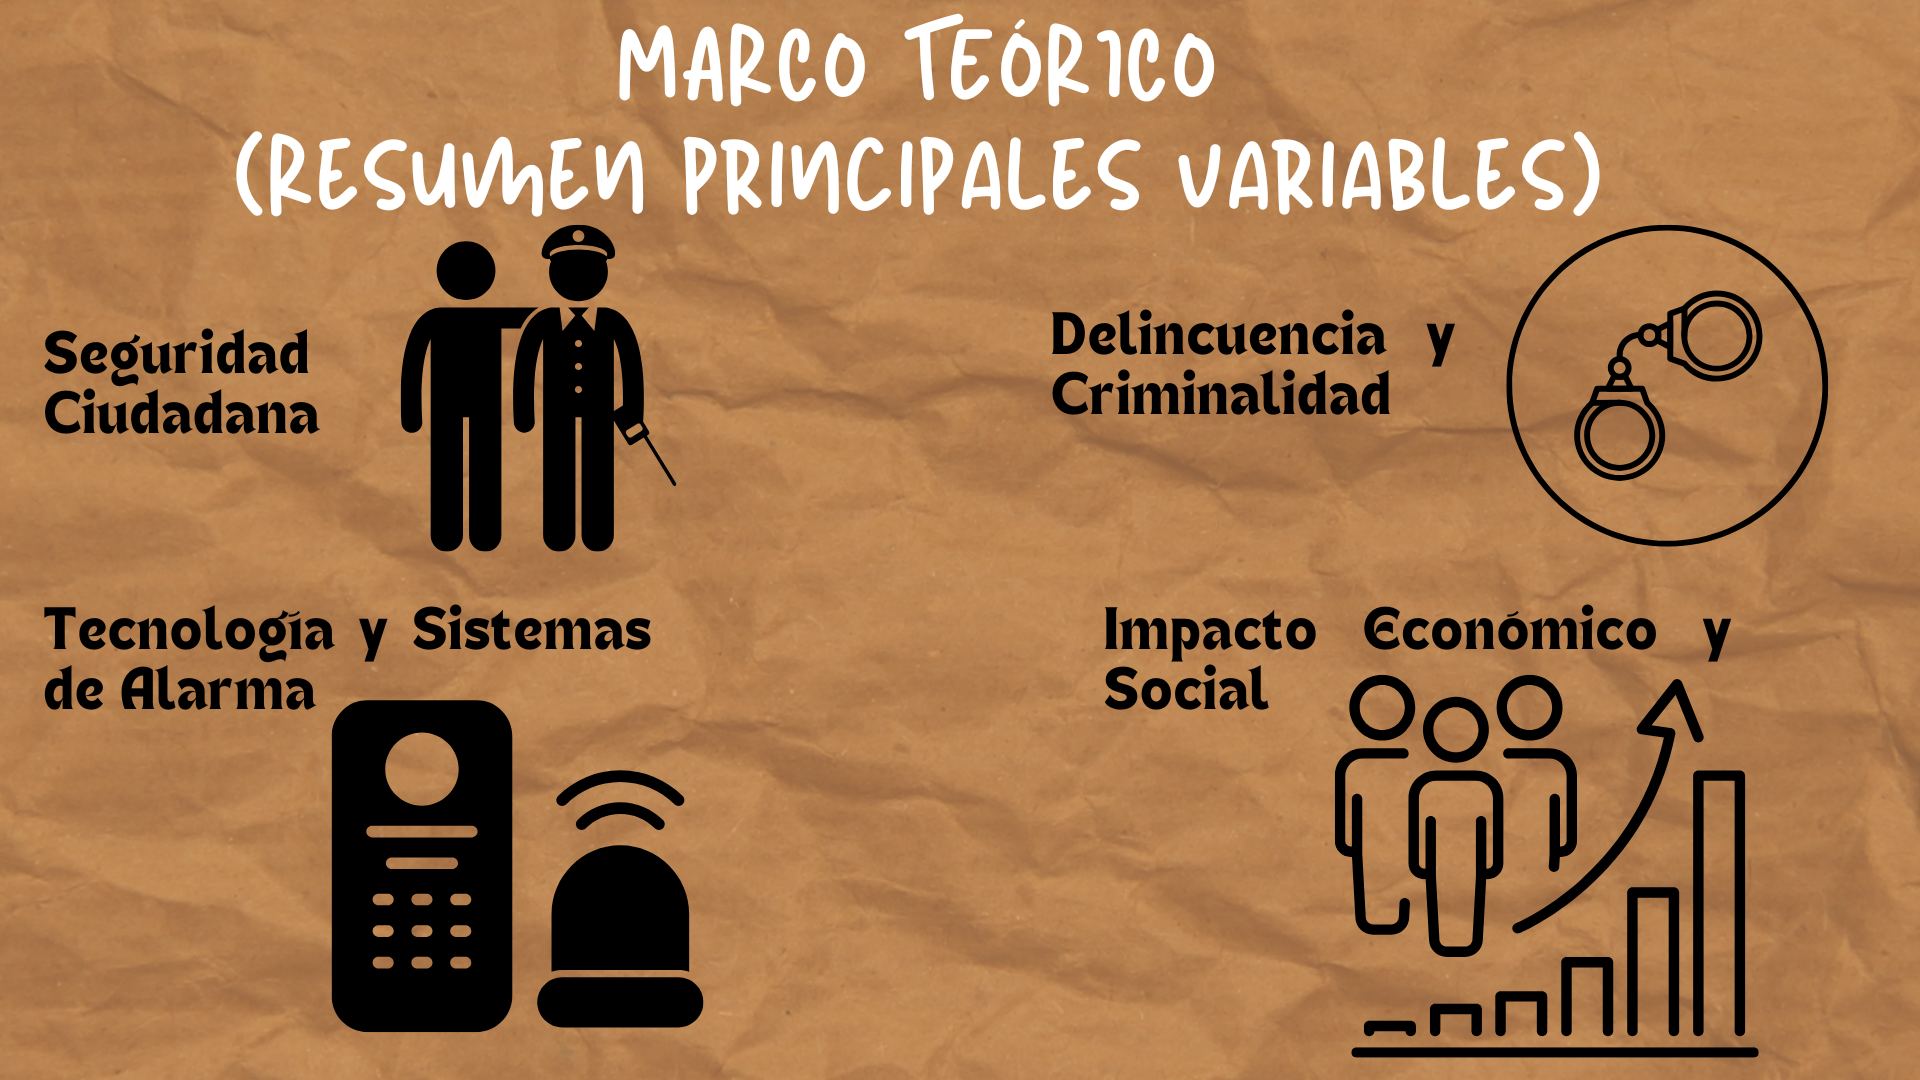 MARCO TEÓRICO
(RESUMEN PRINCIPALES VARIABLES)
Seguridad
Ciudadana
Delincuencia y
Criminalidad
Tecnología y Sistemas
de Alarma
Impacto Económico y
Social